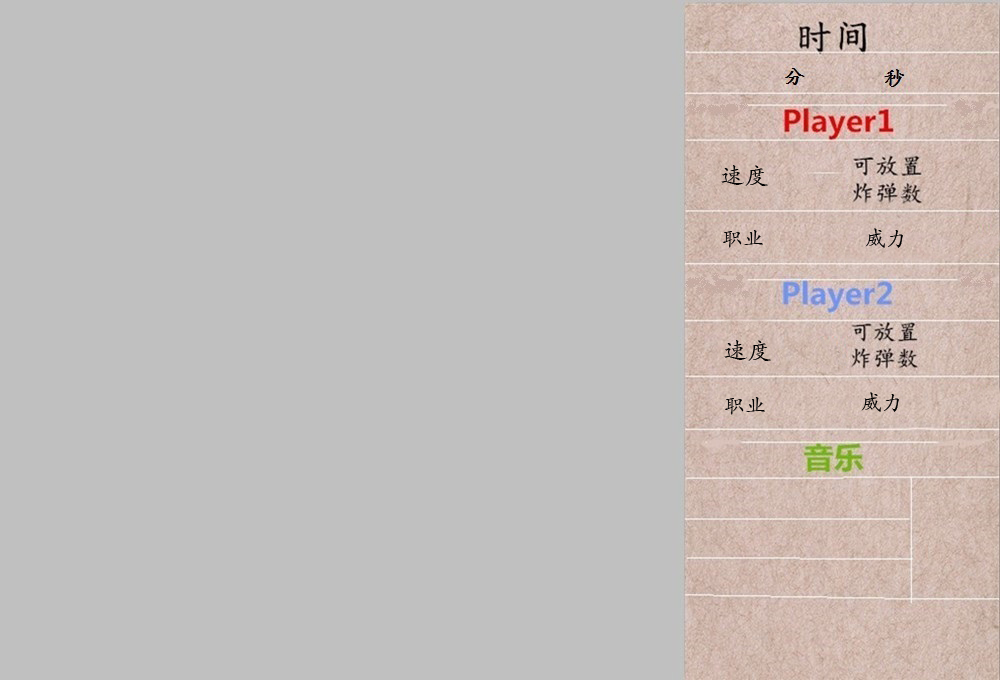 时间
分 秒
Player1
速度 可放置
炸弹数
职业 威力
Player2
速度 可放置
炸弹数
职业 威力
音乐